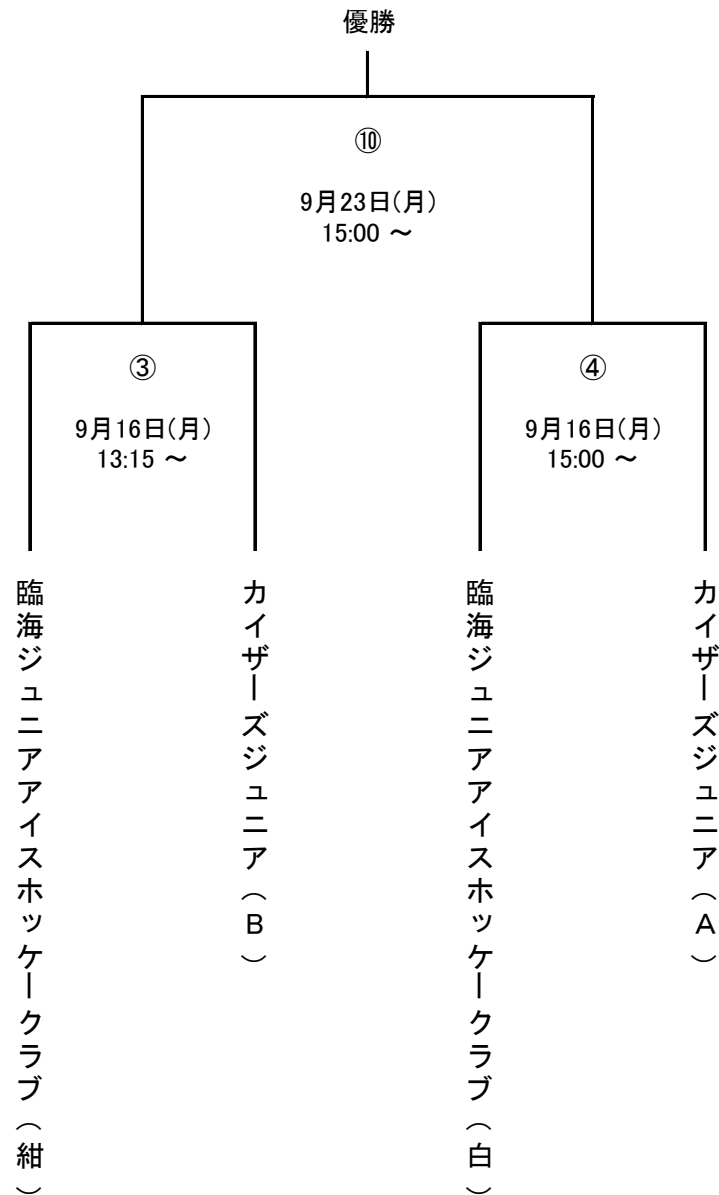 優勝
⑩
9月23日(月)
15:00 ～
③
9月16日(月)
13:15 ～
④
9月16日(月)
15:00 ～
臨海ジュニアアイスホッケークラブ（紺）
カイザーズジュニア（B）
臨海ジュニアアイスホッケークラブ（白）
カイザーズジュニア（A）